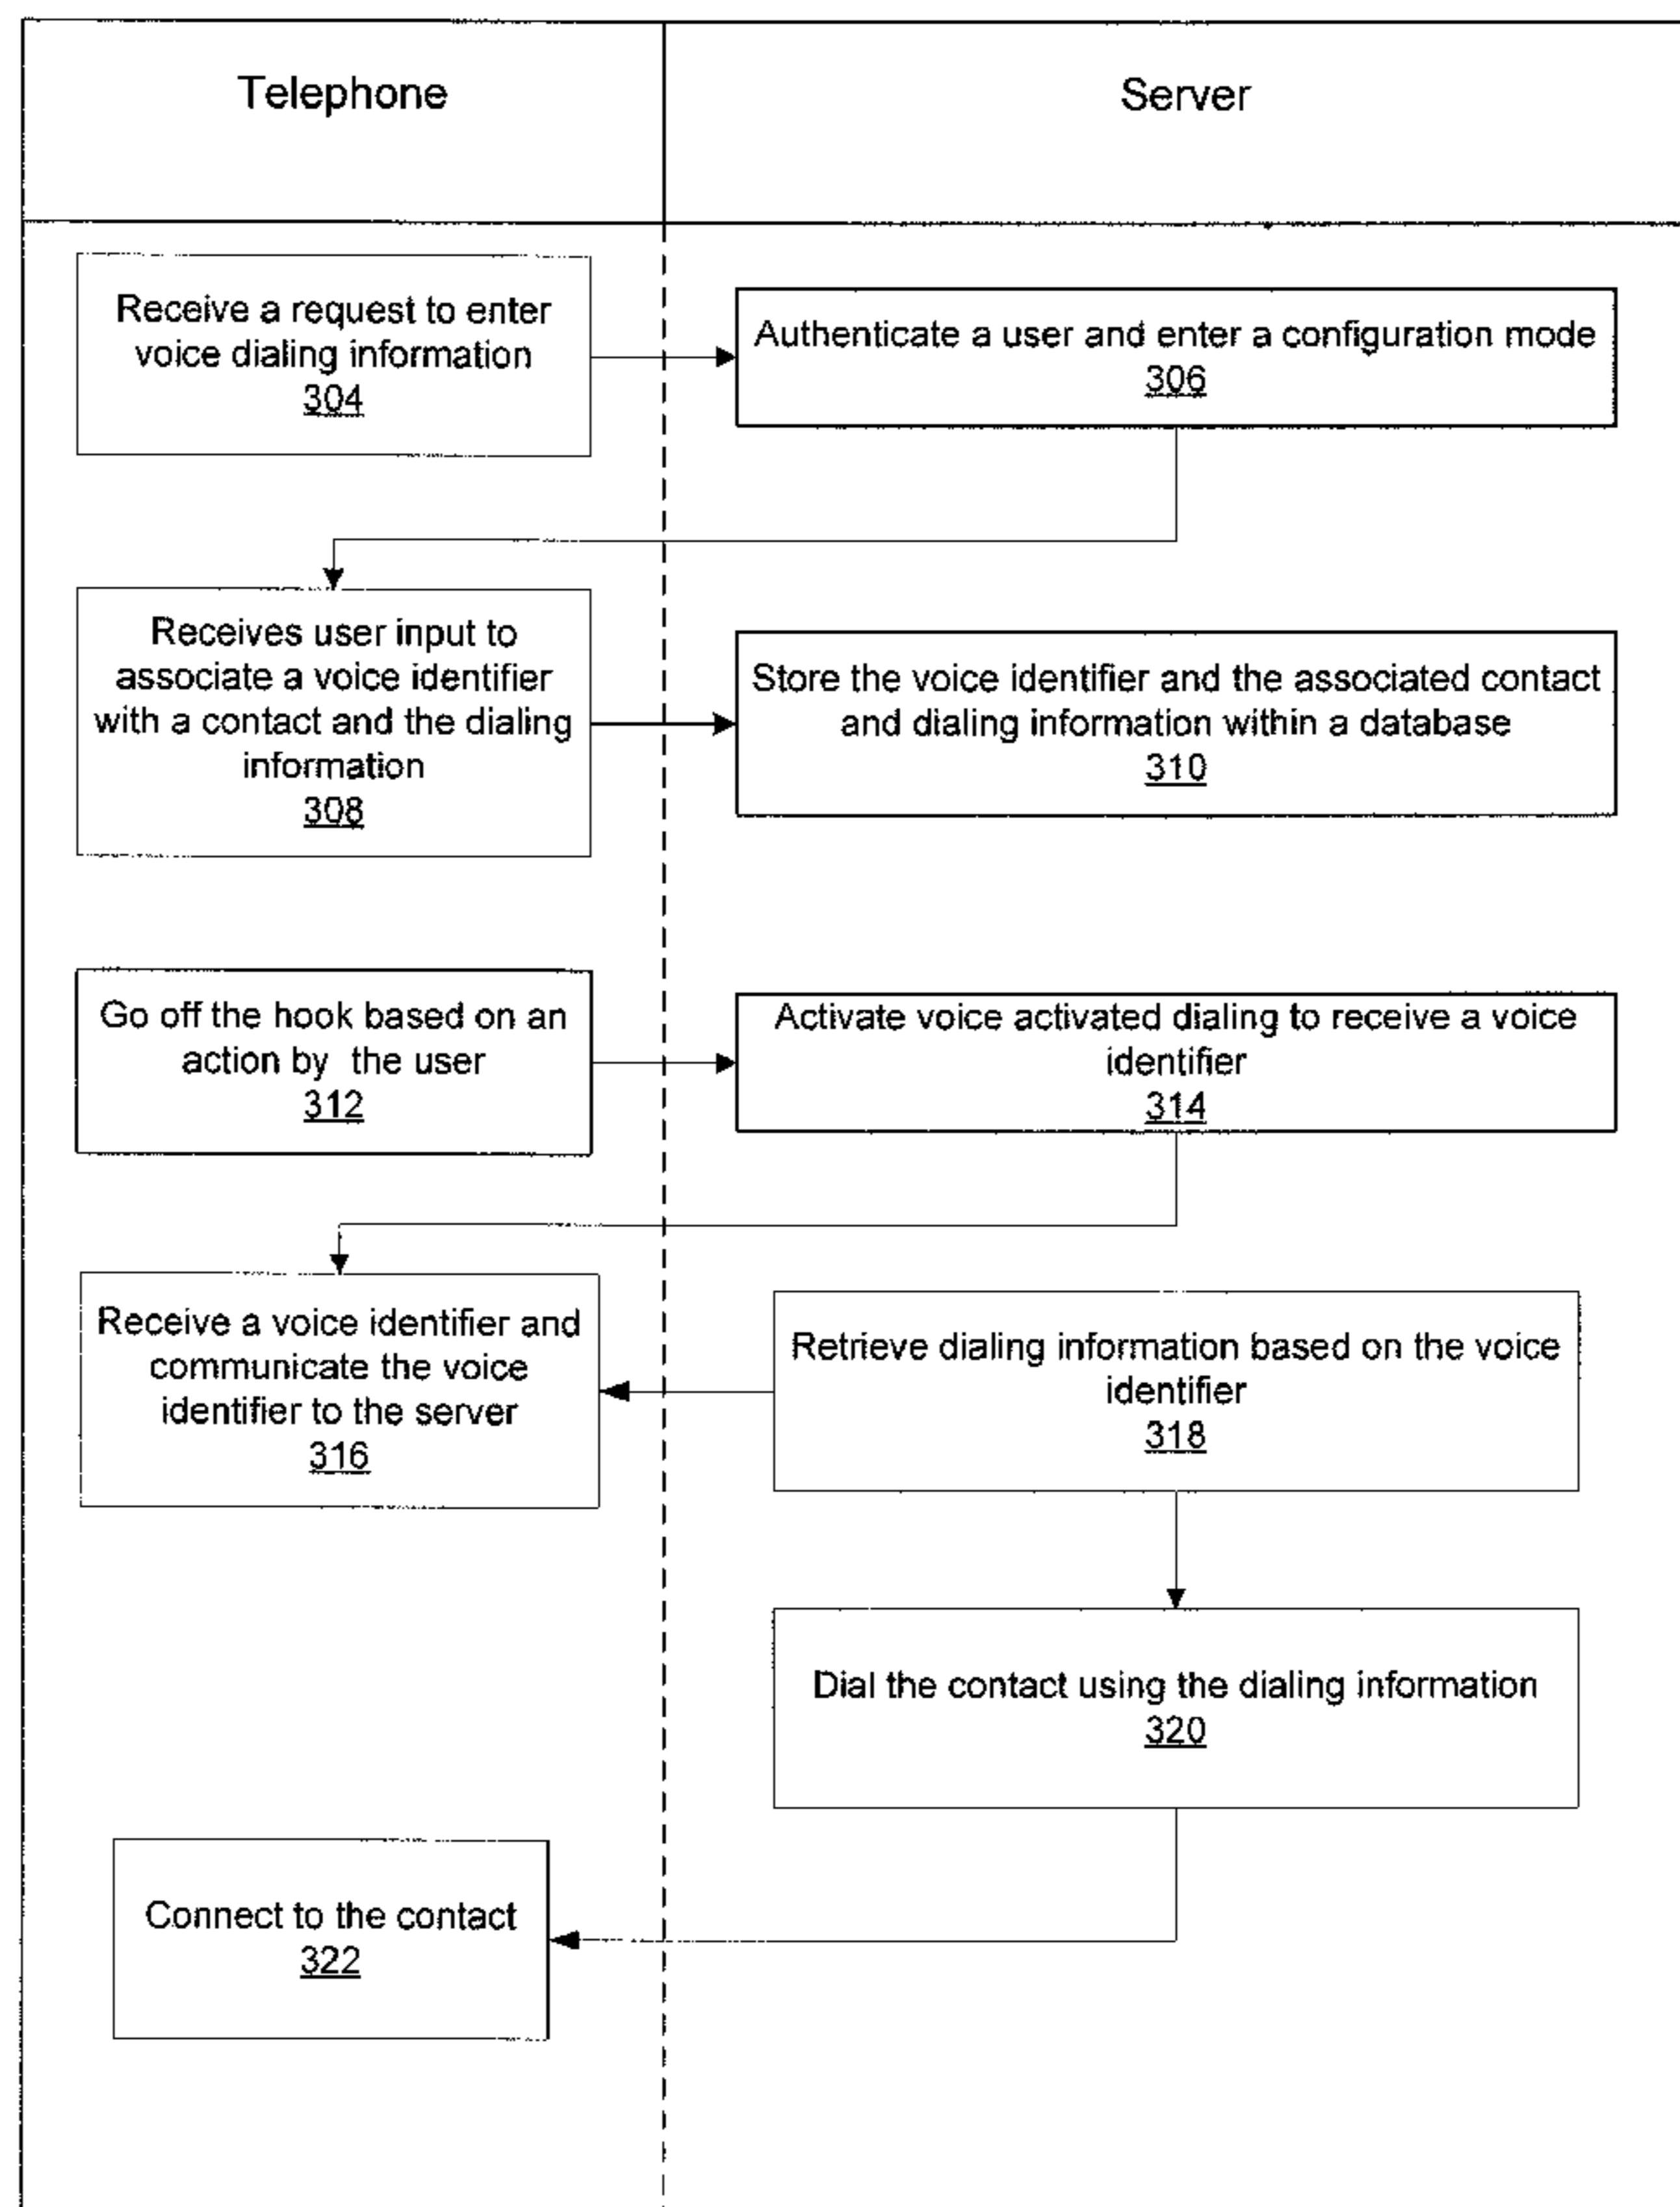 Telephone
Server
Receive a request to enter
voice dialing information
304
Authenticate a user and enter a configuration mode
306
Receives user input to
associate a voice identifier
with a contact and the dialing
information
308
Store the voice identifier and the associated contact
and dialing information within a database
310
Go off the hook based on an
action by the user
312
Activate voice activated dialing to receive a voice
identifier
314
Receive a voice identifier and
communicate the voice
identifier to the server
316
Retrieve dialing information based on the voice
identifier
318
Dial the contact using the dialing information
320
Connect to the contact
322